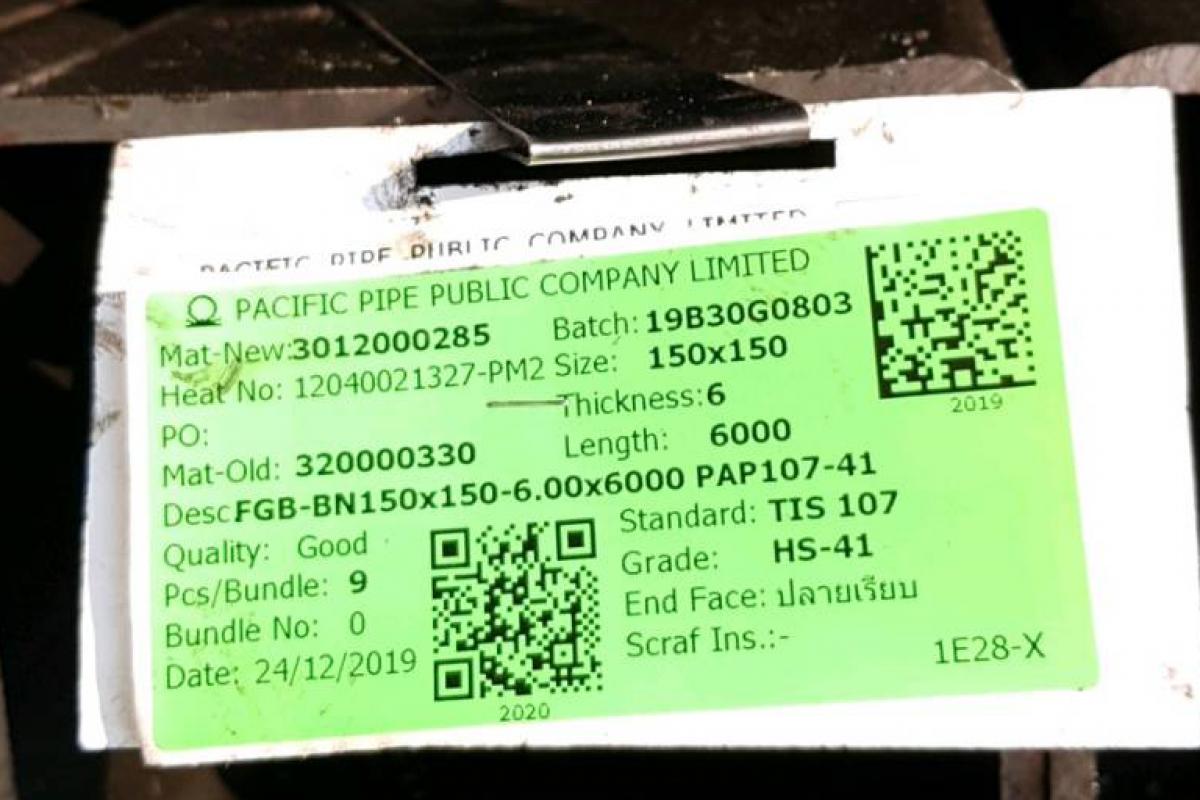 PACIFIC PIPE PUBLIC COMPANY LIMITED
PACIFIC PIPE PUBLIC COMPANY LIMITED
Mat-New:3012000285 Batch: 19B30G0803
Heat No: 12040021327-PM2 Size: 150x150
PO: Thickness: 6
Mat-Old: 320000330 Length: 6000
Desc FGB-BN150x150-6.00x6000 PAP107-41
Quality: Good Standard: TIS 107
Pcs/Bundle: 9 Grade: HS-41
Bundle No: 0 End Face: ปลายเรียบ
Date: 24/12/2019 Scraf Ins.:-
1E28-X
2019
2020